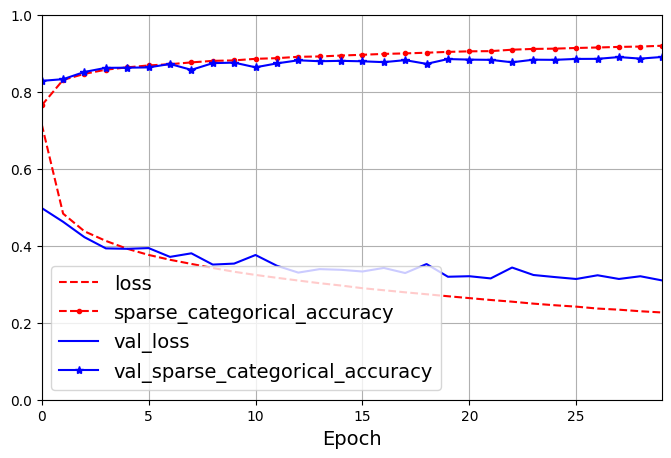 1.0
0.8
0.6
0.4
0.2
0.0
loss
sparse_categorical_accuracy
val_loss
val_sparse_categorical_accuracy
0 5 10 15 20 25
Epoch